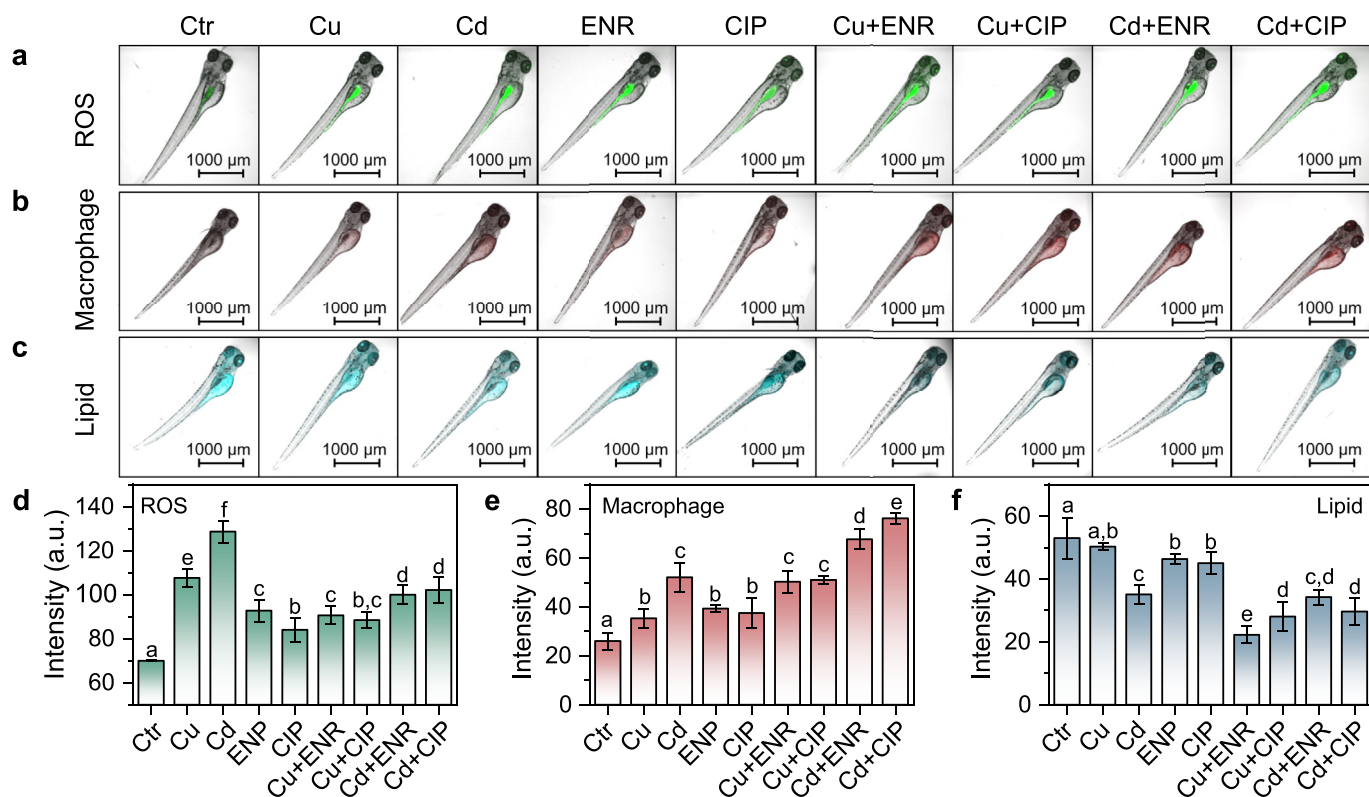 Ctr Cu Cd ENR CIP Cu+ENR Cu+CIP Cd+ENR Cd+CIP
a
ROS
1000 µm 1000 µm 1000 µm 1000 µm 1000 µm 1000 µm 1000 µm 1000 µm 1000 µm
b
Macrophage
1000 µm 1000 µm 1000 µm 1000 µm 1000 µm 1000 µm 1000 µm 1000 µm 1000 µm
c
Lipid
1000 µm 1000 µm 1000 µm 1000 µm 1000 µm 1000 µm 1000 µm 1000 µm 1000 µm
d
ROS
Intensity (a.u.)
140
120
100
80
60
a e f c b c b,c d d
Ctr Cu Cd ENP CIP Cu+ENR Cu+CIP Cd+ENR Cd+CIP
e
Macrophage
Intensity (a.u.)
80
60
40
20
0
a b c b b c c d e
Ctr Cu Cd ENP CIP Cu+ENR Cu+CIP Cd+ENR Cd+CIP
f
Lipid
Intensity (a.u.)
60
40
20
0
a a,b c b b e d c,d d
Ctr Cu Cd ENP CIP Cu+ENR Cu+CIP Cd+ENR Cd+CIP